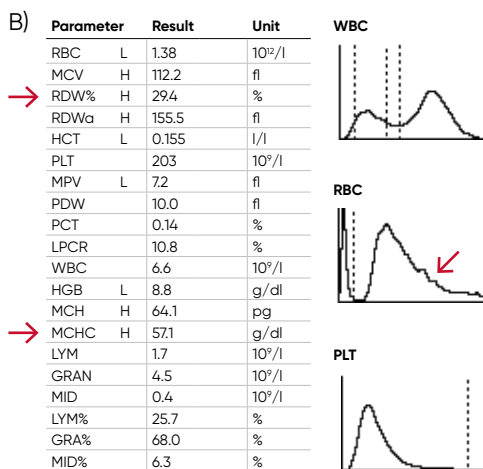 B)
Parameter Result Unit
RBC L 1.38 10¹²/l
MCV H 112.2 fl
RDW% H 29.4 %
RDWa H 155.5 fl
HCT L 0.155 l/l
PLT 203 10⁹/l
MPV L 7.2 fl
PDW 10.0 fl
PCT 0.14 %
LPCR 10.8 %
WBC 6.6 10⁹/l
HGB L 8.8 g/dl
MCH H 64.1 pg
MCHC H 57.1 g/dl
LYM 1.7 10⁹/l
GRAN 4.5 10⁹/l
MID 0.4 10⁹/l
LYM% 25.7 %
GRA% 68.0 %
MID% 6.3 %
WBC
RBC
PLT